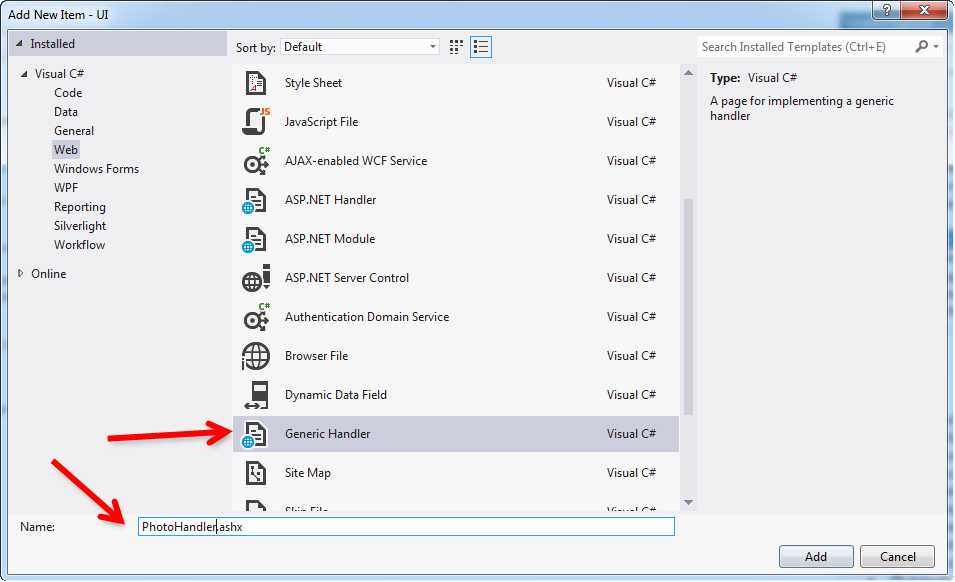 Add New Item - UI
Installed
Sort by: Default
Search Installed Templates (Ctrl+E)
Visual C#
Code
Data
General
Web
Windows Forms
WPF
Reporting
Silverlight
Workflow
Online
Style Sheet Visual C#
JavaScript File Visual C#
AJAX-enabled WCF Service Visual C#
ASP.NET Handler Visual C#
ASP.NET Module Visual C#
ASP.NET Server Control Visual C#
Authentication Domain Service Visual C#
Browser File Visual C#
Dynamic Data Field Visual C#
Generic Handler Visual C#
Site Map Visual C#
Skin File Visual C#
Type: Visual C#
A page for implementing a generic
handler
Name: PhotoHandler.ashx
Add Cancel